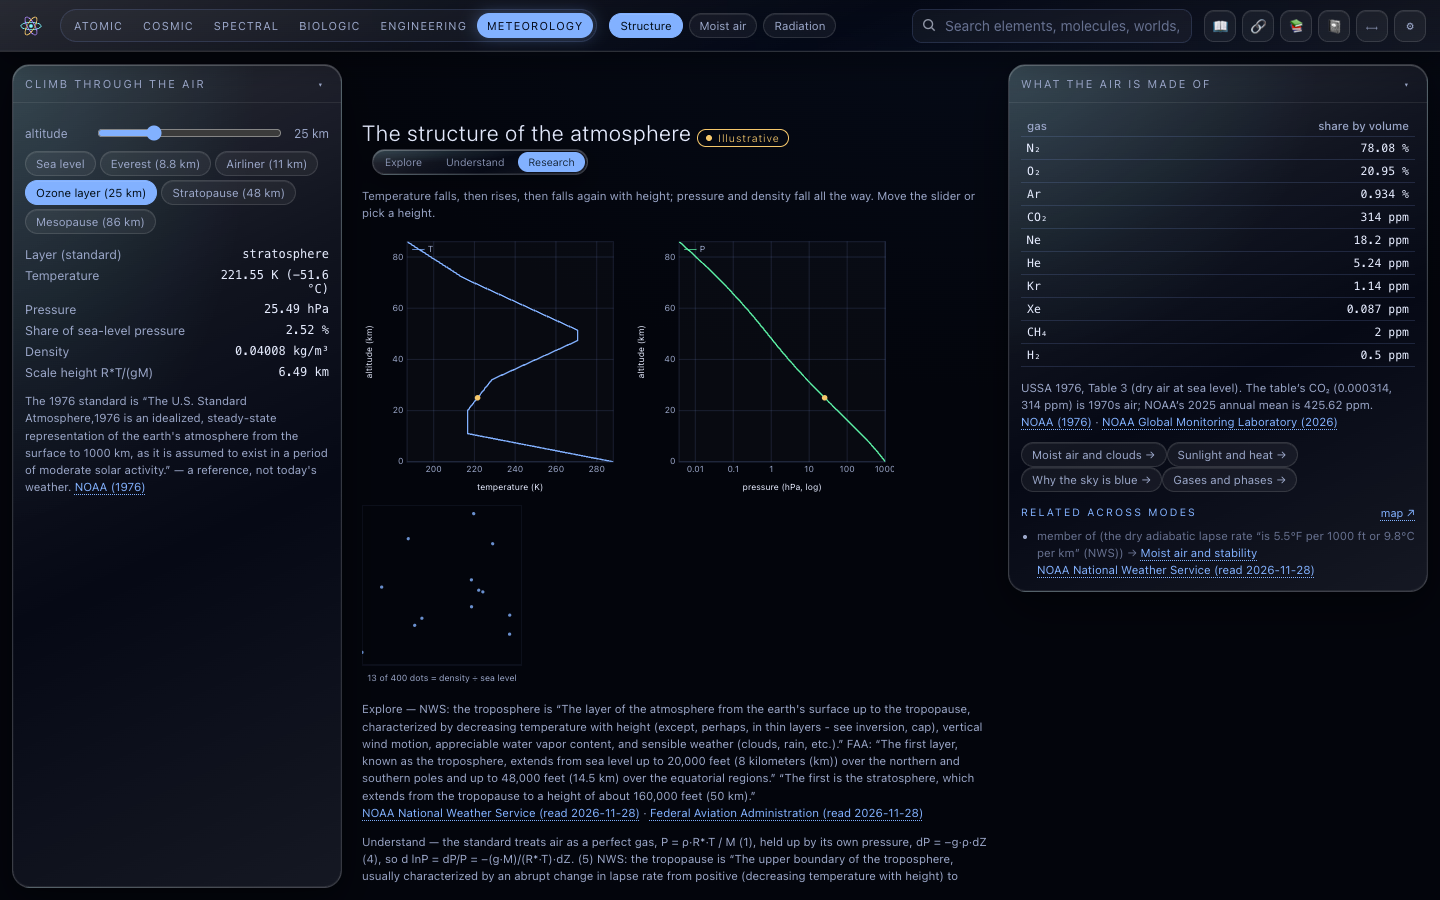 ATOMIC COSMIC SPECTRAL BIOLOGIC ENGINEERING METEOROLOGY Structure Moist air Radiation Search elements, molecules, worlds,
CLIMB THROUGH THE AIR
altitude 25 km
Sea level Everest (8.8 km) Airliner (11 km)
Ozone layer (25 km) Stratopause (48 km)
Mesopause (86 km)
Layer (standard) stratosphere
Temperature 221.55 K (−51.6
°C)
Pressure 25.49 hPa
Share of sea-level pressure 2.52 %
Density 0.04008 kg/m³
Scale height R*T/(gM) 6.49 km
The 1976 standard is “The U.S. Standard
Atmosphere,1976 is an idealized, steady-state
representation of the earth's atmosphere from the
surface to 1000 km, as it is assumed to exist in a period
of moderate solar activity.” — a reference, not today's
weather. NOAA (1976)
The structure of the atmosphere Illustrative
Explore Understand Research
Temperature falls, then rises, then falls again with height; pressure and density fall all the way. Move the slider or
pick a height.
T
80
60
40
20
0
altitude (km)
200 220 240 260 280
temperature (K)
P
80
60
40
20
0
altitude (km)
0.01 0.1 1 10 100 1000
pressure (hPa, log)
13 of 400 dots = density ÷ sea level
Explore — NWS: the troposphere is “The layer of the atmosphere from the earth's surface up to the tropopause,
characterized by decreasing temperature with height (except, perhaps, in thin layers - see inversion, cap), vertical
wind motion, appreciable water vapor content, and sensible weather (clouds, rain, etc.).” FAA: “The first layer,
known as the troposphere, extends from sea level up to 20,000 feet (8 kilometers (km)) over the northern and
southern poles and up to 48,000 feet (14.5 km) over the equatorial regions.” “The first is the stratosphere, which
extends from the tropopause to a height of about 160,000 feet (50 km).”
NOAA National Weather Service (read 2026-11-28) · Federal Aviation Administration (read 2026-11-28)
Understand — the standard treats air as a perfect gas, P = ρ·R*·T / M (1), held up by its own pressure, dP = −g·ρ·dZ
(4), so d lnP = dP/P = −(g·M)/(R*·T)·dZ. (5) NWS: the tropopause is “The upper boundary of the troposphere,
usually characterized by an abrupt change in lapse rate from positive (decreasing temperature with height) to
WHAT THE AIR IS MADE OF
gas share by volume
N₂ 78.08 %
O₂ 20.95 %
Ar 0.934 %
CO₂ 314 ppm
Ne 18.2 ppm
He 5.24 ppm
Kr 1.14 ppm
Xe 0.087 ppm
CH₄ 2 ppm
H₂ 0.5 ppm
USSA 1976, Table 3 (dry air at sea level). The table's CO₂ (0.000314,
314 ppm) is 1970s air; NOAA's 2025 annual mean is 425.62 ppm.
NOAA (1976) · NOAA Global Monitoring Laboratory (2026)
Moist air and clouds → Sunlight and heat →
Why the sky is blue → Gases and phases →
RELATED ACROSS MODES map ↗
member of (the dry adiabatic lapse rate “is 5.5°F per 1000 ft or 9.8°C
per km” (NWS)) → Moist air and stability
NOAA National Weather Service (read 2026-11-28)